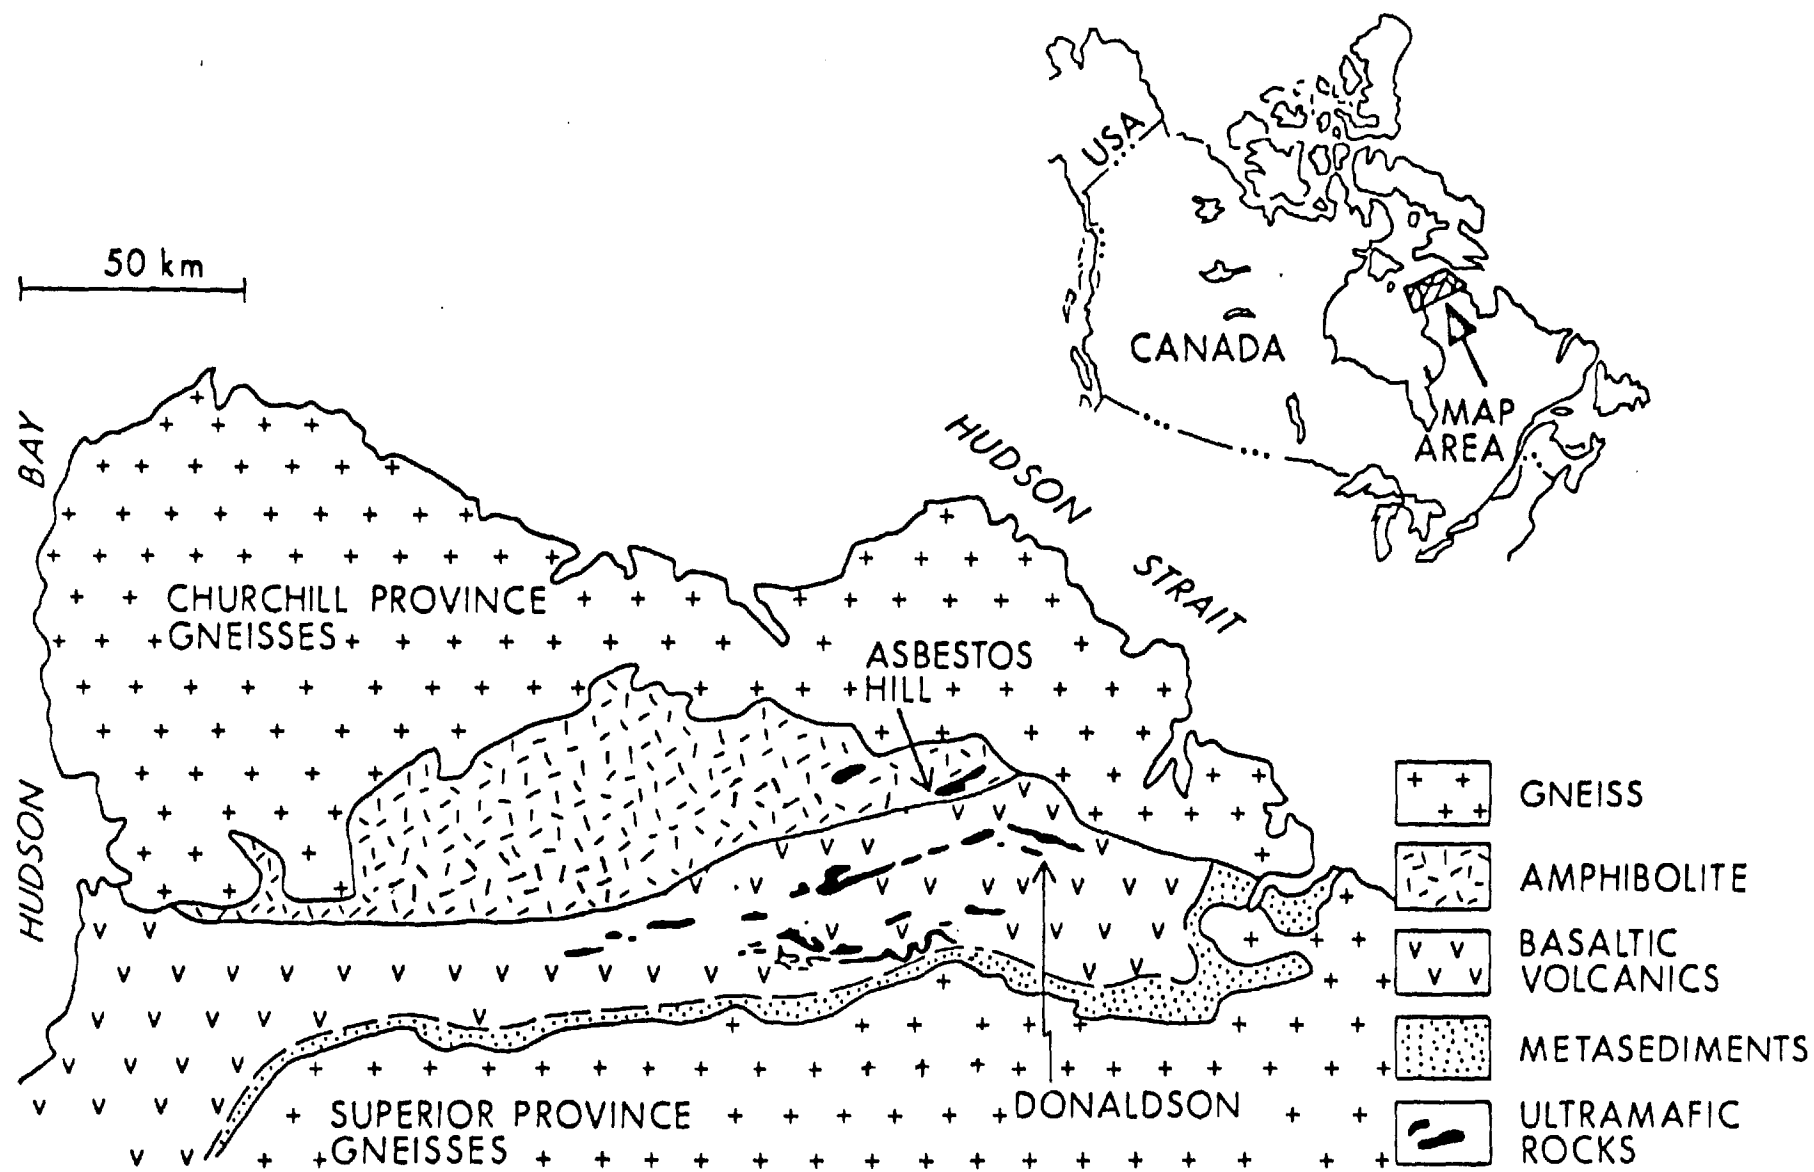 USA
CANADA
MAP
AREA
50 km
HUDSON
BAY
HUDSON
STRAIT
CHURCHILL PROVINCE
GNEISSES
ASBESTOS
HILL
DONALDSON
SUPERIOR PROVINCE
GNEISSES
GNEISS
AMPHIBOLITE
BASALTIC
VOLCANICS
METASEDIMENTS
ULTRAMAFIC
ROCKS